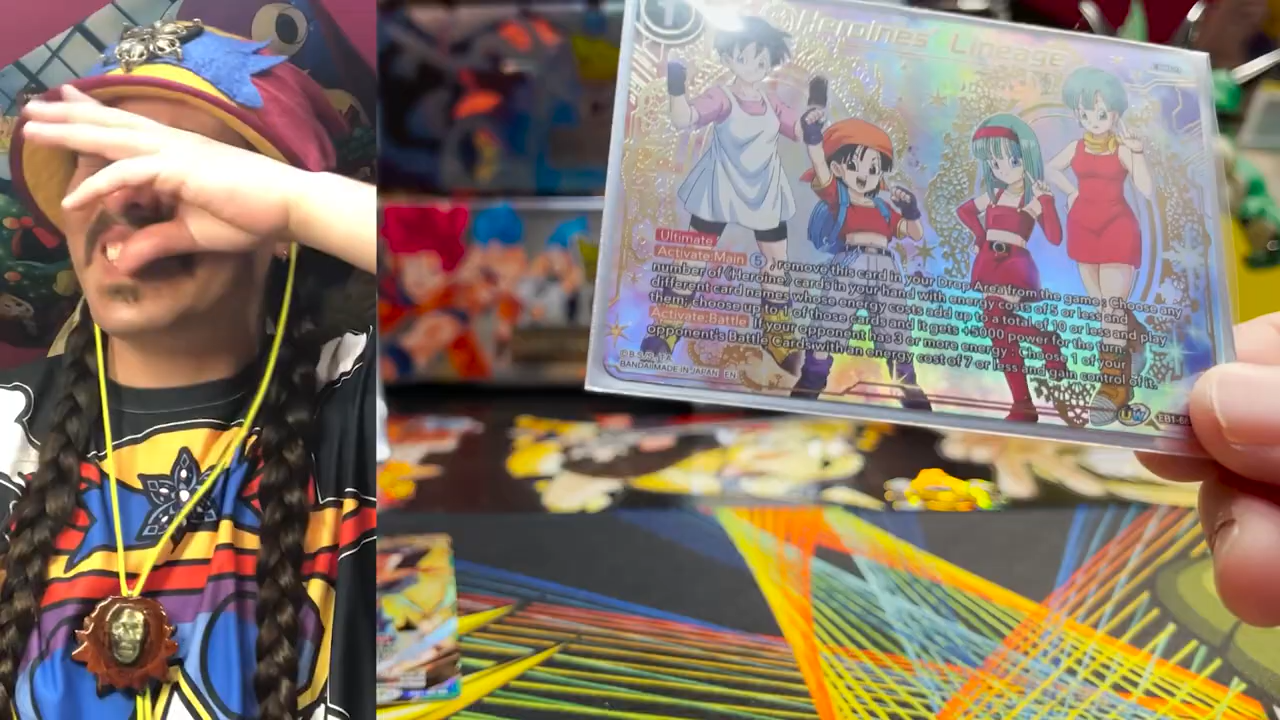 1
Heroines' Lineage
Ultimate
Activate:Main 5 , remove this card in your Drop Area from the game : Choose any
number of 《Heroine》 cards in your hand with energy costs of 5 or less and
different card names whose energy costs add up to a total of 10 or less and play
them, choose up to 1 of those cards and it gets +5000 power for the turn.
Activate:Battle If your opponent has 3 or more energy : Choose 1 of your
opponent's Battle Cards with an energy cost of 7 or less and gain control of it.
BANDAI MADE IN JAPAN EN
UW